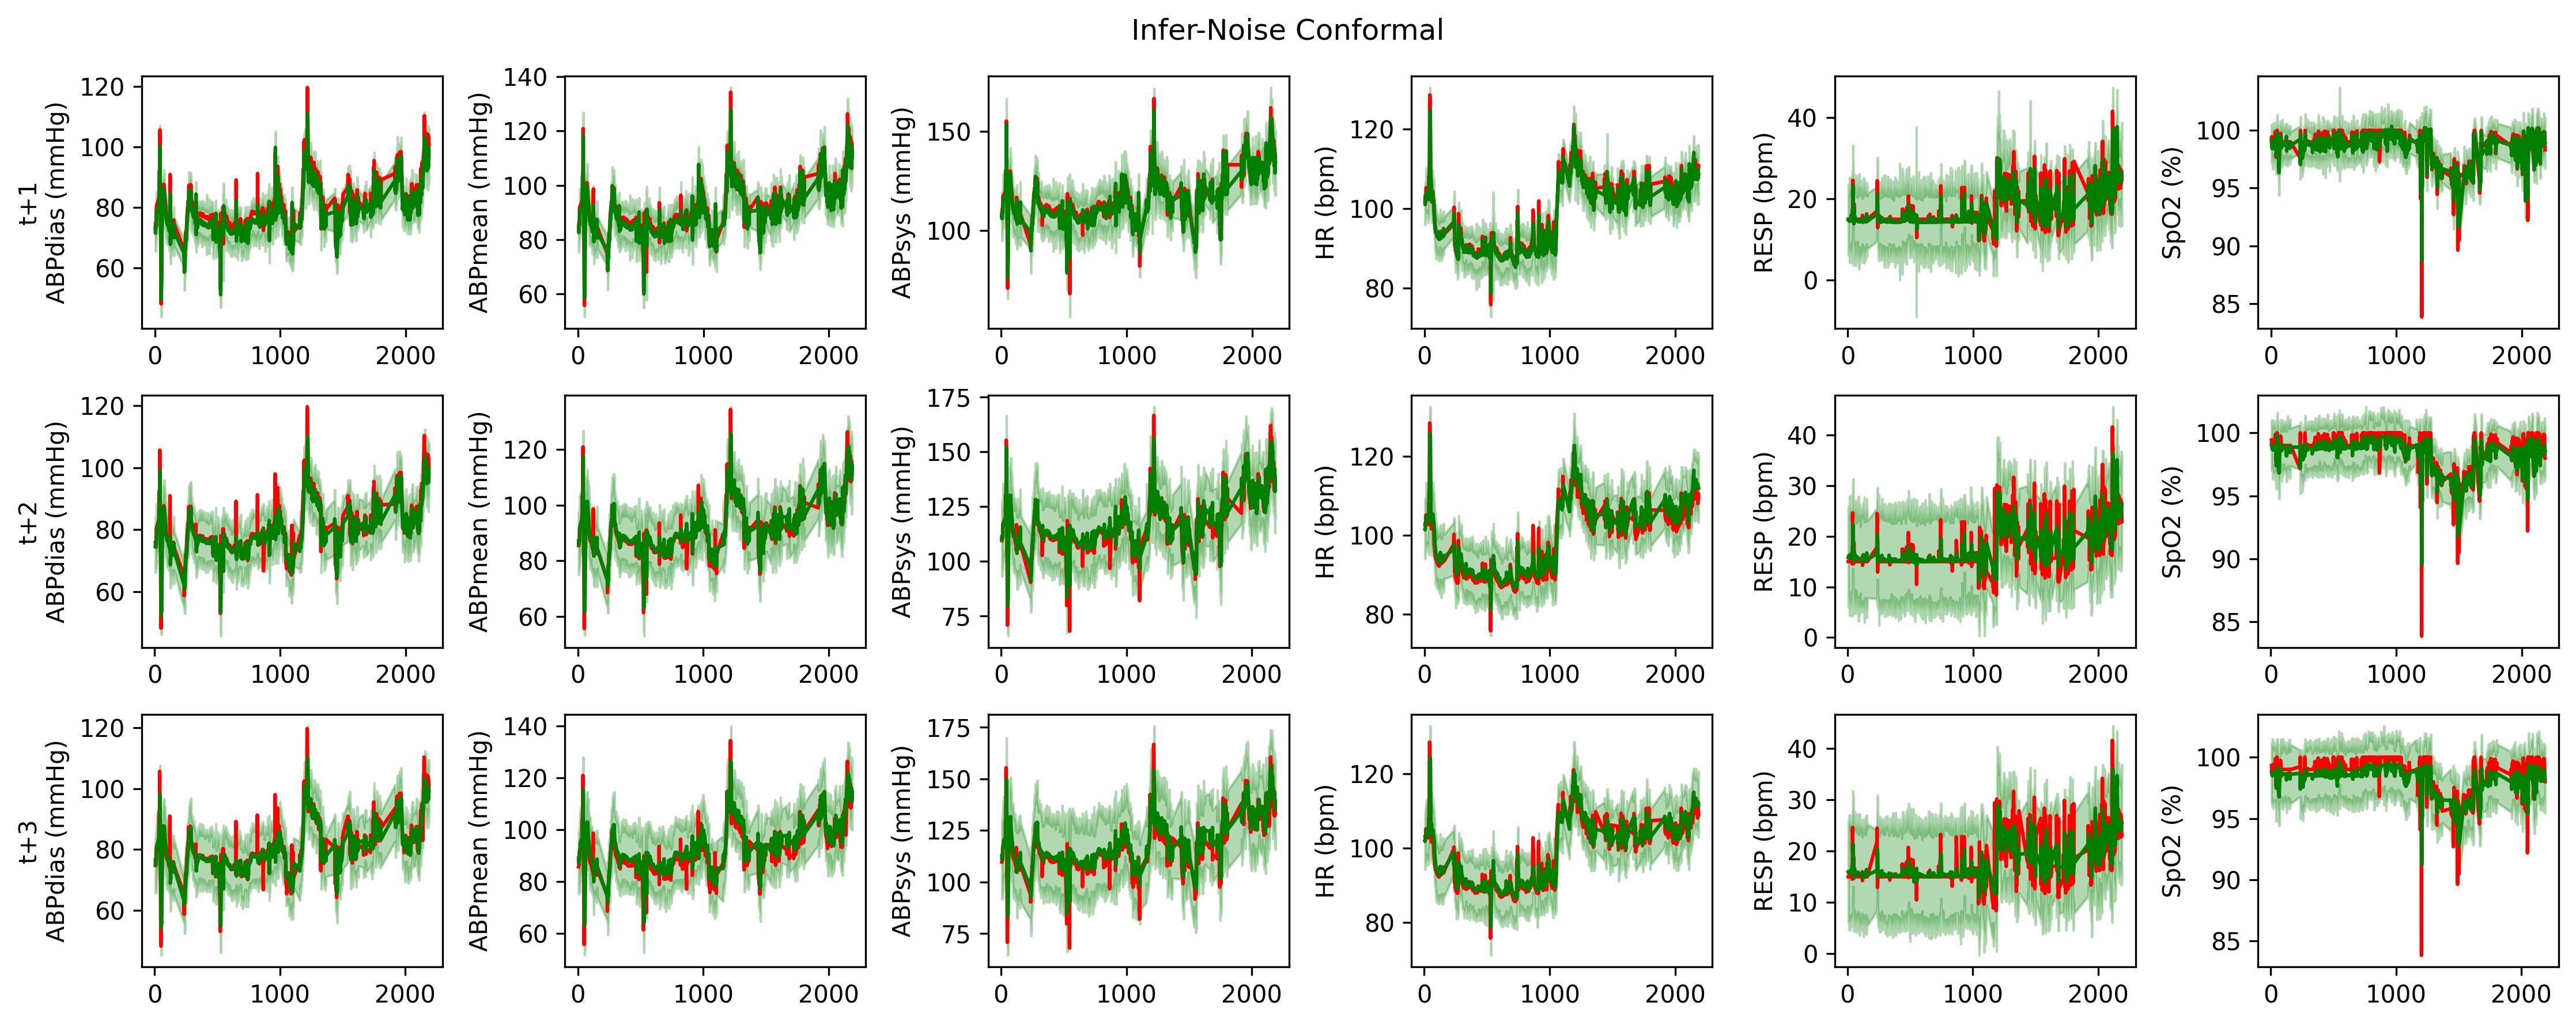 Infer-Noise Conformal
t+1
ABPdias (mmHg)
120
100
80
60
0 1000 2000
ABPmean (mmHg)
140
120
100
80
60
0 1000 2000
ABPsys (mmHg)
150
100
0 1000 2000
HR (bpm)
120
100
80
0 1000 2000
RESP (bpm)
40
20
0
0 1000 2000
SpO2 (%)
100
95
90
85
0 1000 2000
t+2
ABPdias (mmHg)
120
100
80
60
0 1000 2000
ABPmean (mmHg)
120
100
80
60
0 1000 2000
ABPsys (mmHg)
175
150
125
100
75
0 1000 2000
HR (bpm)
120
100
80
0 1000 2000
RESP (bpm)
40
30
20
10
0
0 1000 2000
SpO2 (%)
100
95
90
85
0 1000 2000
t+3
ABPdias (mmHg)
120
100
80
60
0 1000 2000
ABPmean (mmHg)
140
120
100
80
60
0 1000 2000
ABPsys (mmHg)
175
150
125
100
75
0 1000 2000
HR (bpm)
120
100
80
0 1000 2000
RESP (bpm)
40
30
20
10
0
0 1000 2000
SpO2 (%)
100
95
90
85
0 1000 2000